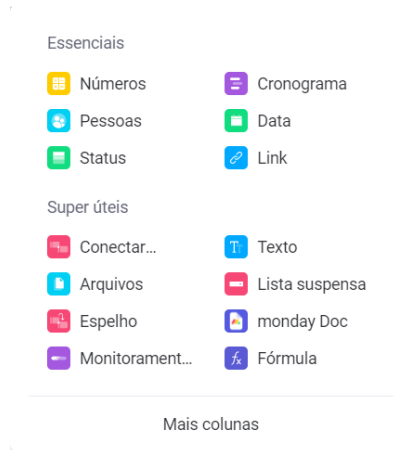 Essenciais
Números
Cronograma
Pessoas
Data
Status
Link
Super úteis
Conectar...
Texto
Arquivos
Lista suspensa
Espelho
monday Doc
Monitorament...
Fórmula
Mais colunas